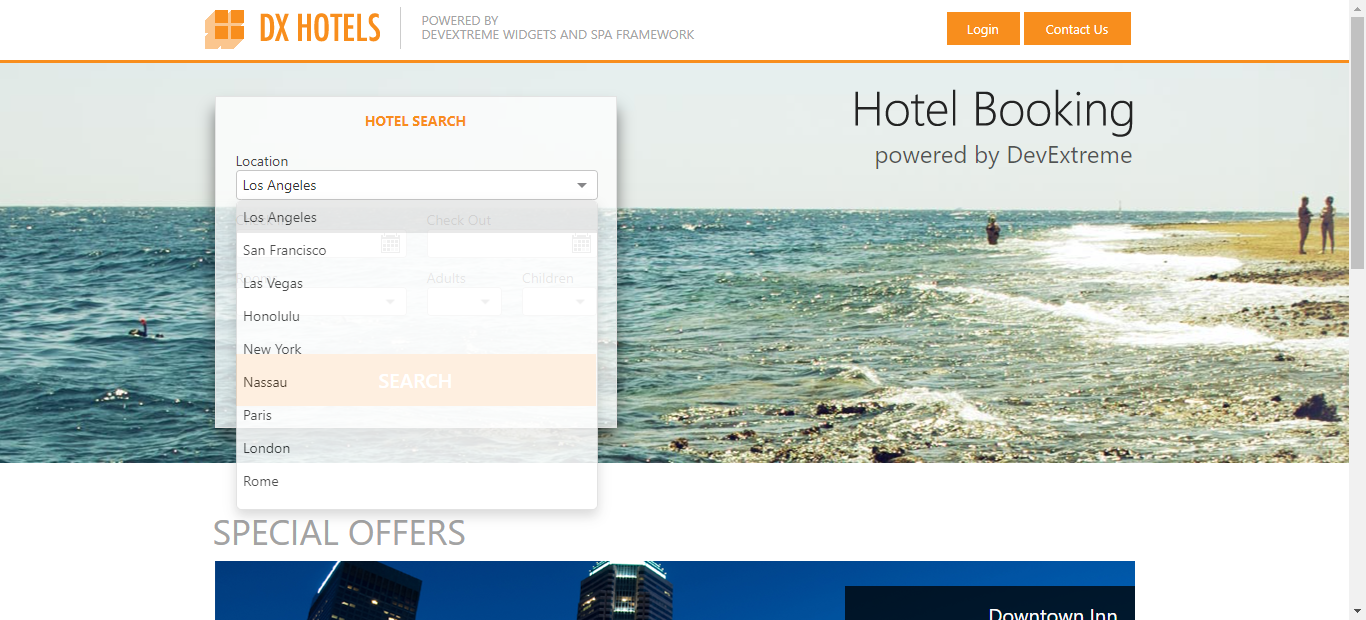 DX HOTELS
POWERED BY
DEVEXTREME WIDGETS AND SPA FRAMEWORK
Login
Contact Us
Hotel Booking
powered by DevExtreme
HOTEL SEARCH
Location
Los Angeles
Los Angeles
Check Out
San Francisco
Adults
Children
Las Vegas
Honolulu
New York
Nassau
SEARCH
Paris
London
Rome
SPECIAL OFFERS
Downtown Inn